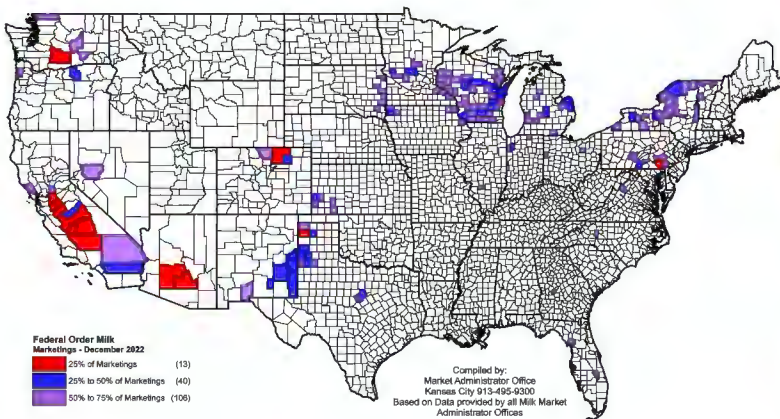 Federal Order Milk
Marketings - December 2022
25% of Marketings (13)
25% to 50% of Marketings (40)
50% to 75% of Marketings (106)
Compiled by:
Market Administrator Office
Kansas City 913-495-9300
Based on Data provided by all Milk Market
Administrator Offices